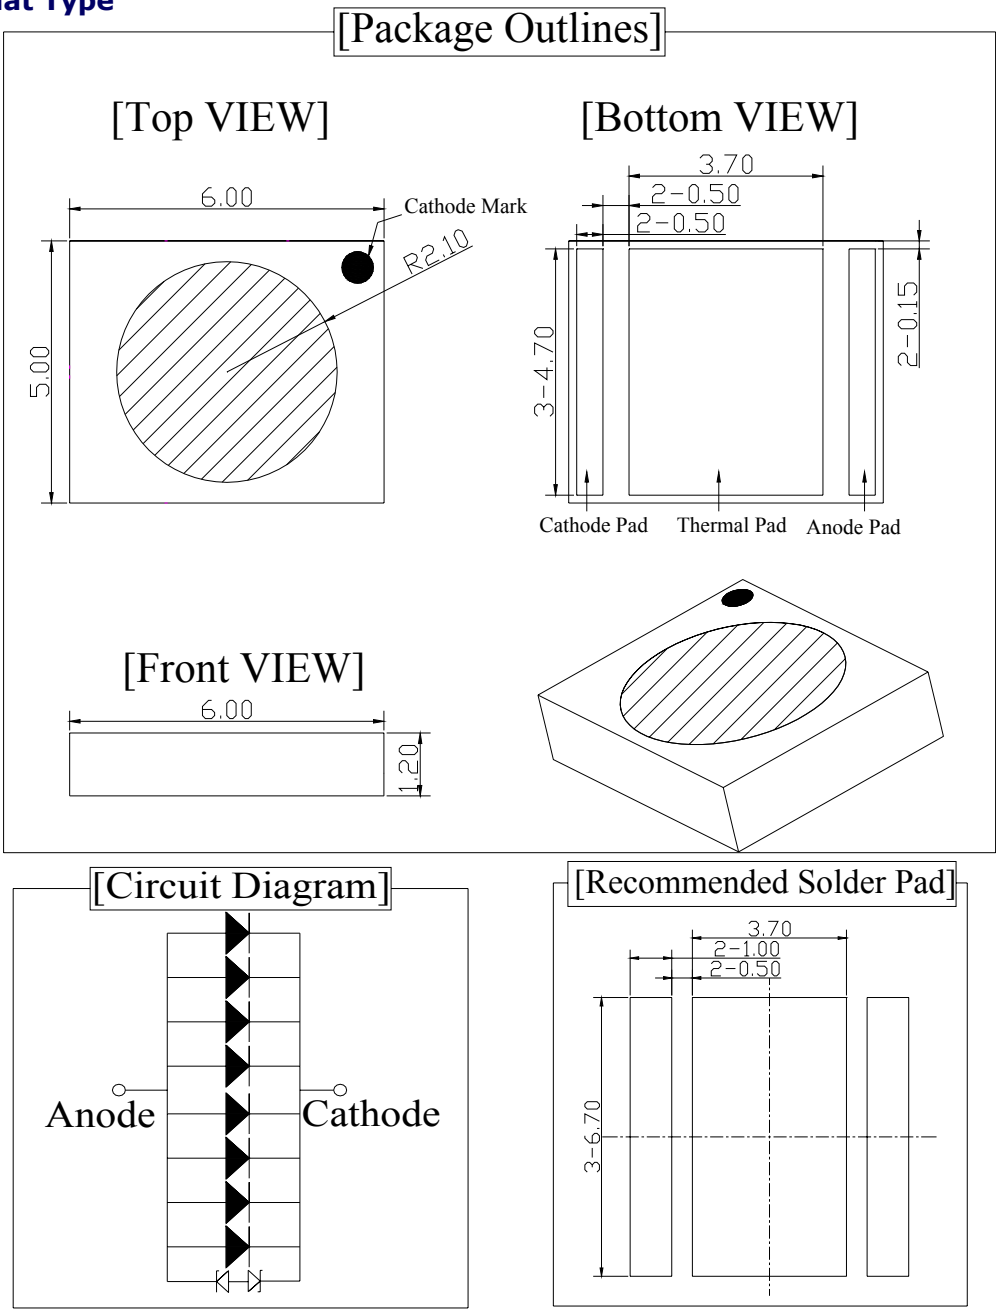 Type
[Package Outlines]
[Top VIEW]
[Bottom VIEW]
6.00
Cathode Mark
R2.10
5.00
3.70
2-0.50
2-0.50
2-0.15
3-4.70
Cathode Pad
Thermal Pad
Anode Pad
[Front VIEW]
6.00
1.20
[Circuit Diagram]
Anode
Cathode
[Recommended Solder Pad]
3.70
2-1.00
2-0.50
3-6.70